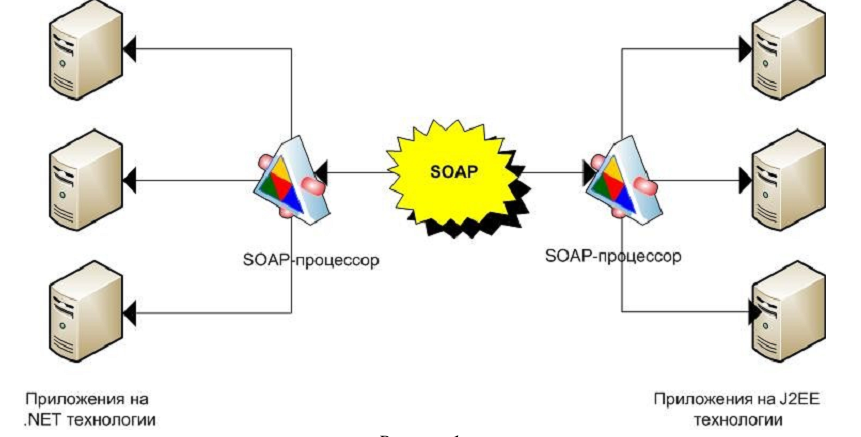 SOAP
SOAP-процессор
SOAP-процессор
Приложения на
.NET технологии
Приложения на J2EE
технологии